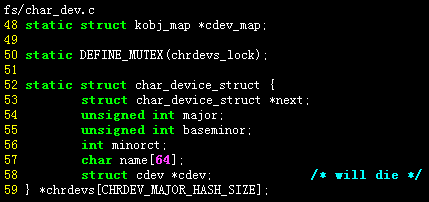 fs/char_dev.c
48 static struct kobj_map *cdev_map;
49
50 static DEFINE_MUTEX(chrdevs_lock);
51
52 static struct char_device_struct {
53         struct char_device_struct *next;
54         unsigned int major;
55         unsigned int baseminor;
56         int minorct;
57         char name[64];
58         struct cdev *cdev;              /* will die */
59 } *chrdevs[CHRDEV_MAJOR_HASH_SIZE];